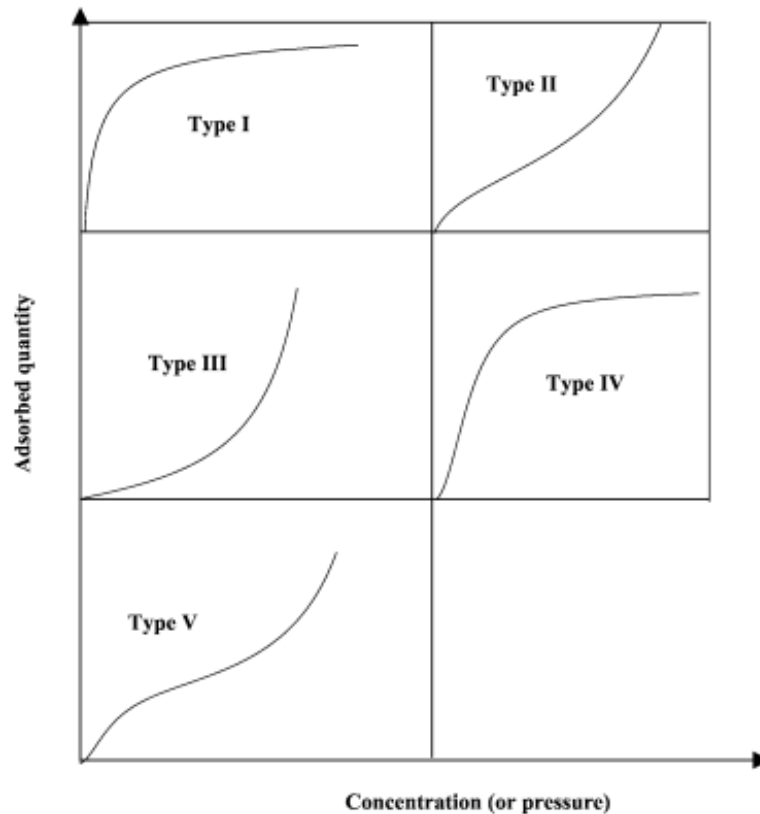 Type I
Type II
Type III
Type IV
Type V
Adsorbed quantity
Concentration (or pressure)